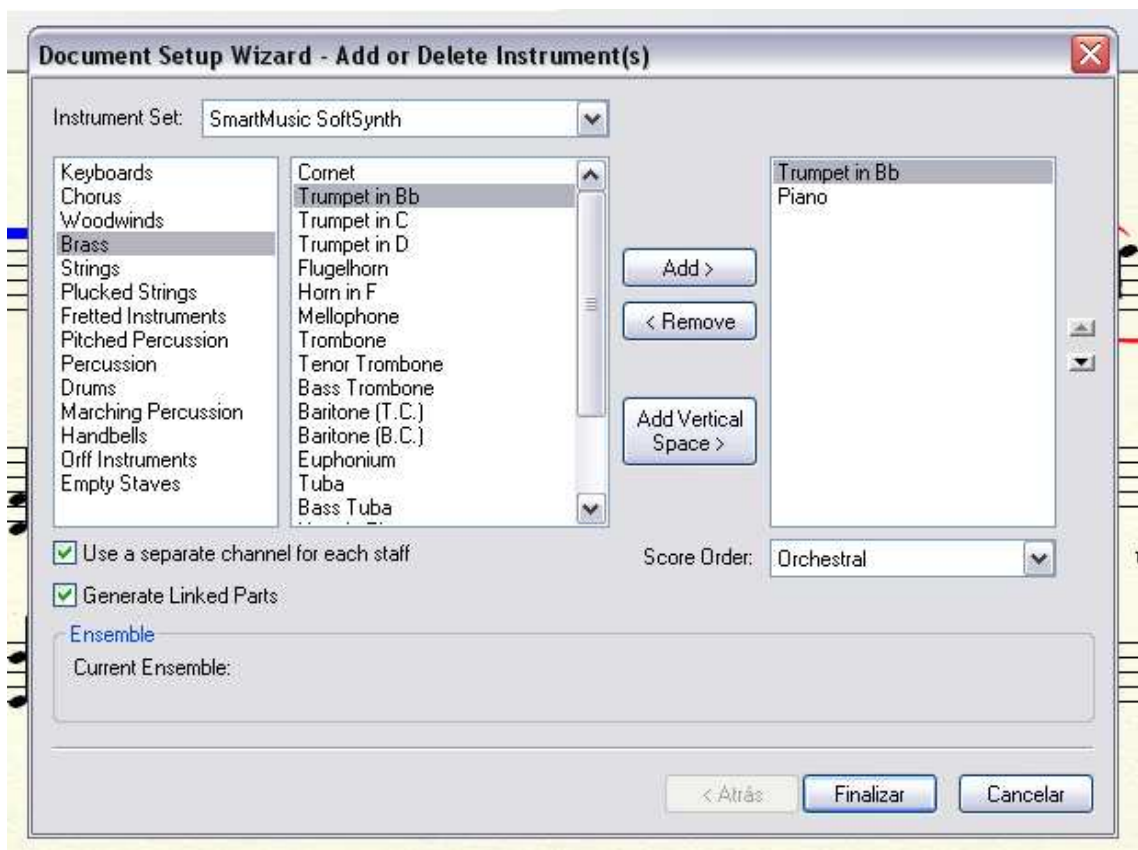 Document Setup Wizard - Add or Delete Instrument(s)
Instrument Set: SmartMusic SoftSynth
Keyboards
Chorus
Woodwinds
Brass
Strings
Plucked Strings
Fretted Instruments
Pitched Percussion
Percussion
Drums
Marching Percussion
Handbells
Orff Instruments
Empty Staves
Cornet
Trumpet in Bb
Trumpet in C
Trumpet in D
Flugelhorn
Horn in F
Mellophone
Trombone
Tenor Trombone
Bass Trombone
Baritone (T.C.)
Baritone (B.C.)
Euphonium
Tuba
Bass Tuba
Add >
< Remove
Add Vertical
Space >
Trumpet in Bb
Piano
Use a separate channel for each staff
Score Order: Orchestral
Generate Linked Parts
Ensemble
Current Ensemble:
< Atrás
Finalizar
Cancelar